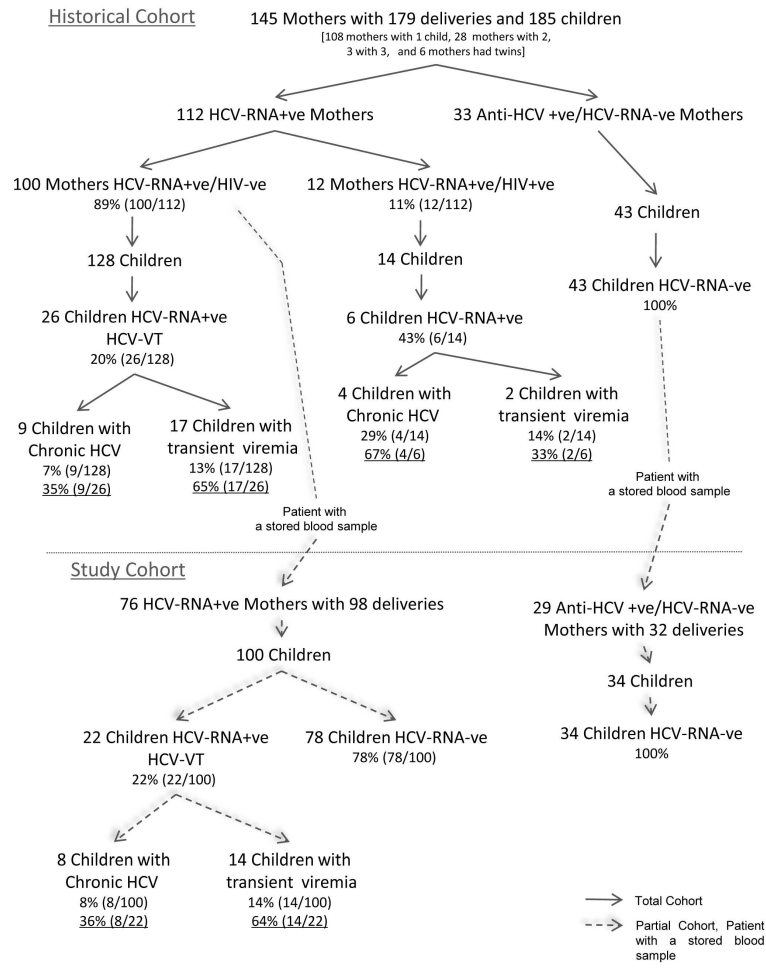 Historical Cohort
145 Mothers with 179 deliveries and 185 children
[108 mothers with 1 child, 28 mothers with 2,
3 with 3, and 6 mothers had twins]
112 HCV-RNA+ve Mothers
33 Anti-HCV +ve/HCV-RNA-ve Mothers
100 Mothers HCV-RNA+ve/HIV-ve
89% (100/112)
12 Mothers HCV-RNA+ve/HIV+ve
11% (12/112)
43 Children
128 Children
14 Children
43 Children HCV-RNA-ve
100%
26 Children HCV-RNA+ve
HCV-VT
20% (26/128)
6 Children HCV-RNA+ve
43% (6/14)
9 Children with
Chronic HCV
7% (9/128)
35% (9/26)
17 Children with
transient viremia
13% (17/128)
65% (17/26)
4 Children with
Chronic HCV
29% (4/14)
67% (4/6)
2 Children with
transient viremia
14% (2/14)
33% (2/6)
Patient with
a stored blood sample
Patient with
a stored blood sample
Study Cohort
76 HCV-RNA+ve Mothers with 98 deliveries
29 Anti-HCV +ve/HCV-RNA-ve
Mothers with 32 deliveries
100 Children
34 Children
22 Children HCV-RNA+ve
HCV-VT
22% (22/100)
78 Children HCV-RNA-ve
78% (78/100)
34 Children HCV-RNA-ve
100%
8 Children with
Chronic HCV
8% (8/100)
36% (8/22)
14 Children with
transient viremia
14% (14/100)
64% (14/22)
Total Cohort
Partial Cohort, Patient
with a stored blood
sample